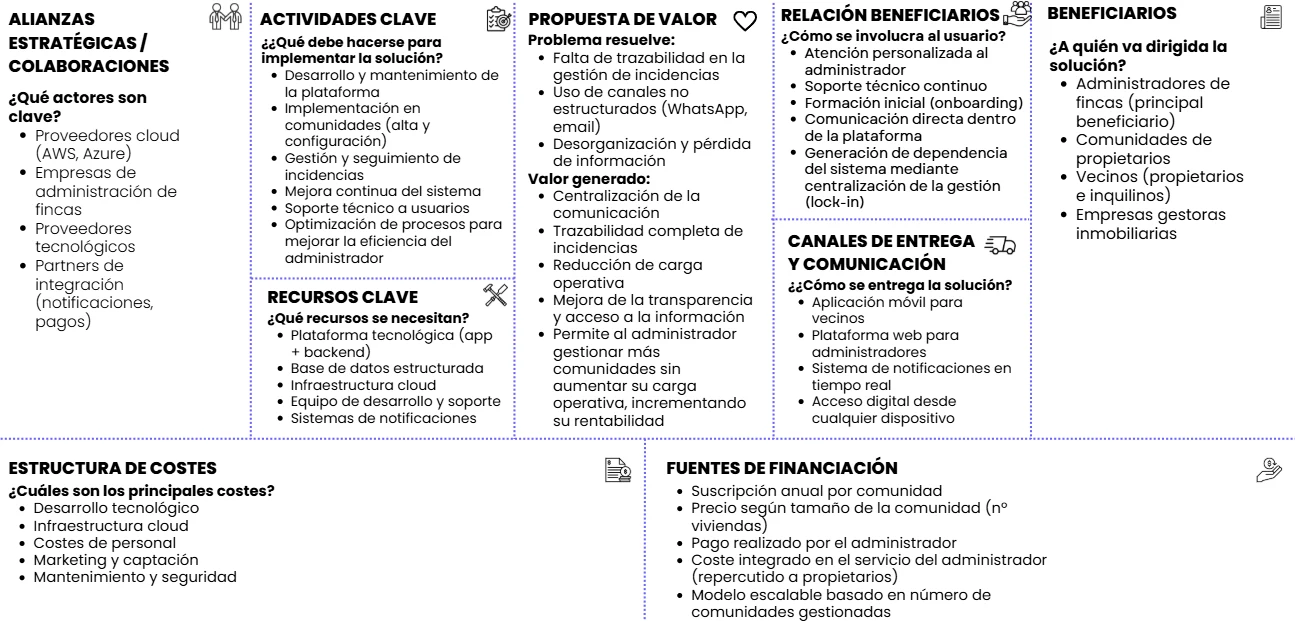 ALIANZAS
ESTRATÉGICAS /
COLABORACIONES
¿Qué actores son
clave?
• Proveedores cloud
(AWS, Azure)
• Empresas de
administración de
fincas
• Proveedores
tecnológicos
• Partners de
integración
(notificaciones,
pagos)
ACTIVIDADES CLAVE
¿¿Qué debe hacerse para
implementar la solución?
• Desarrollo y mantenimiento de
la plataforma
• Implementación en
comunidades (alta y
configuración)
• Gestión y seguimiento de
incidencias
• Mejora continua del sistema
• Soporte técnico a usuarios
• Optimización de procesos para
mejorar la eficiencia del
administrador
RECURSOS CLAVE
¿Qué recursos se necesitan?
• Plataforma tecnológica (app
+ backend)
• Base de datos estructurada
• Infraestructura cloud
• Equipo de desarrollo y soporte
• Sistemas de notificaciones
PROPUESTA DE VALOR
Problema resuelve:
• Falta de trazabilidad en la
gestión de incidencias
• Uso de canales no
estructurados (WhatsApp,
email)
• Desorganización y pérdida
de información
Valor generado:
• Centralización de la
comunicación
• Trazabilidad completa de
incidencias
• Reducción de carga
operativa
• Mejora de la transparencia
y acceso a la información
• Permite al administrador
gestionar más
comunidades sin
aumentar su carga
operativa, incrementando
su rentabilidad
RELACIÓN BENEFICIARIOS
¿Cómo se involucra al usuario?
• Atención personalizada al
administrador
• Soporte técnico continuo
• Formación inicial (onboarding)
• Comunicación directa dentro
de la plataforma
• Generación de dependencia
del sistema mediante
centralización de la gestión
(lock-in)
CANALES DE ENTREGA
Y COMUNICACIÓN
¿¿Cómo se entrega la solución?
• Aplicación móvil para
vecinos
• Plataforma web para
administradores
• Sistema de notificaciones en
tiempo real
• Acceso digital desde
cualquier dispositivo
BENEFICIARIOS
¿A quién va dirigida la
solución?
• Administradores de
fincas (principal
beneficiario)
• Comunidades de
propietarios
• Vecinos (propietarios
e inquilinos)
• Empresas gestoras
inmobiliarias
ESTRUCTURA DE COSTES
¿Cuáles son los principales costes?
• Desarrollo tecnológico
• Infraestructura cloud
• Costes de personal
• Marketing y captación
• Mantenimiento y seguridad
FUENTES DE FINANCIACIÓN
• Suscripción anual por comunidad
• Precio según tamaño de la comunidad (nº
viviendas)
• Pago realizado por el administrador
• Coste integrado en el servicio del administrador
(repercutido a propietarios)
• Modelo escalable basado en número de
comunidades gestionadas